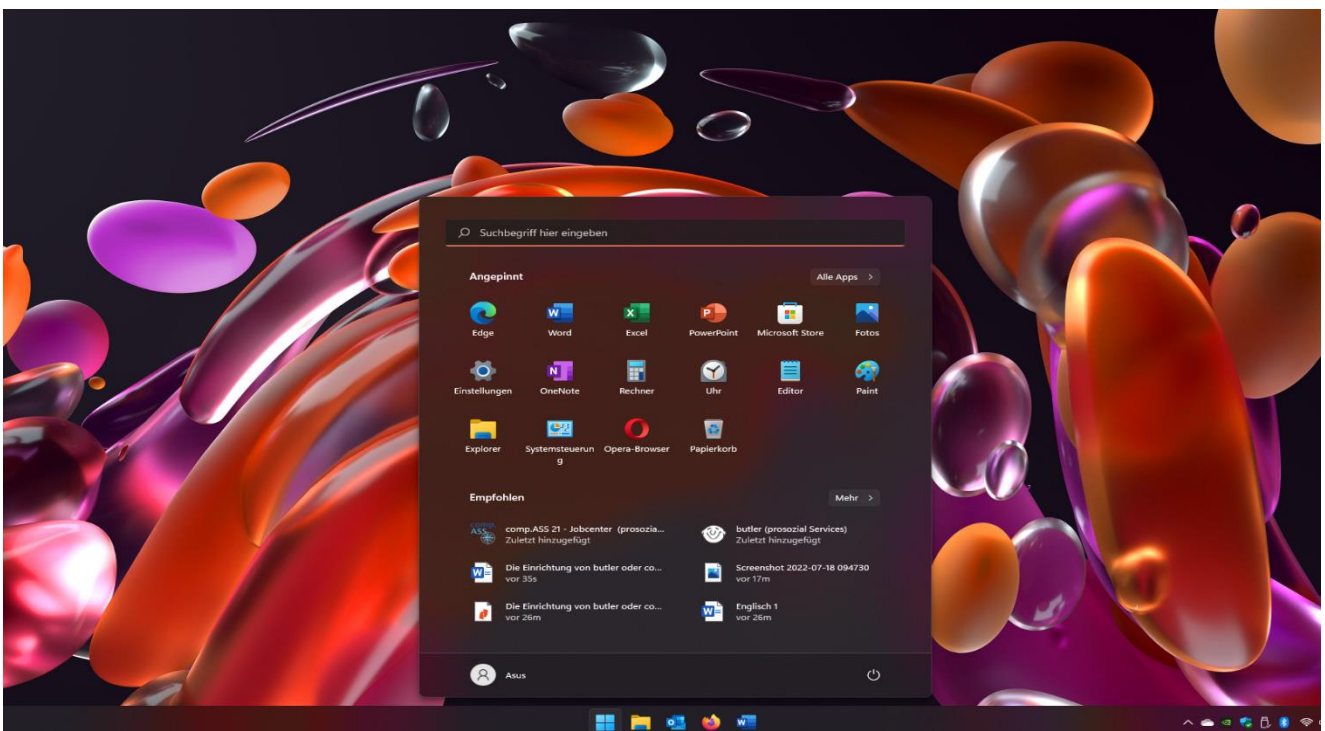 Suchbegriff hier eingeben
Angepinnt
Alle Apps >
Edge
Word
Excel
PowerPoint
Microsoft Store
Fotos
Einstellungen
OneNote
Rechner
Uhr
Editor
Paint
Explorer
Systemsteuerun
g
Opera-Browser
Papierkorb
Empfohlen
Mehr >
comp.ASS 21 - Jobcenter (prosozia...
Zuletzt hinzugefügt
butler (prosozial Services)
Zuletzt hinzugefügt
Die Einrichtung von butler oder co...
vor 35s
Screenshot 2022-07-18 094730
vor 17m
Die Einrichtung von butler oder co...
vor 26m
Englisch 1
vor 26m
Asus